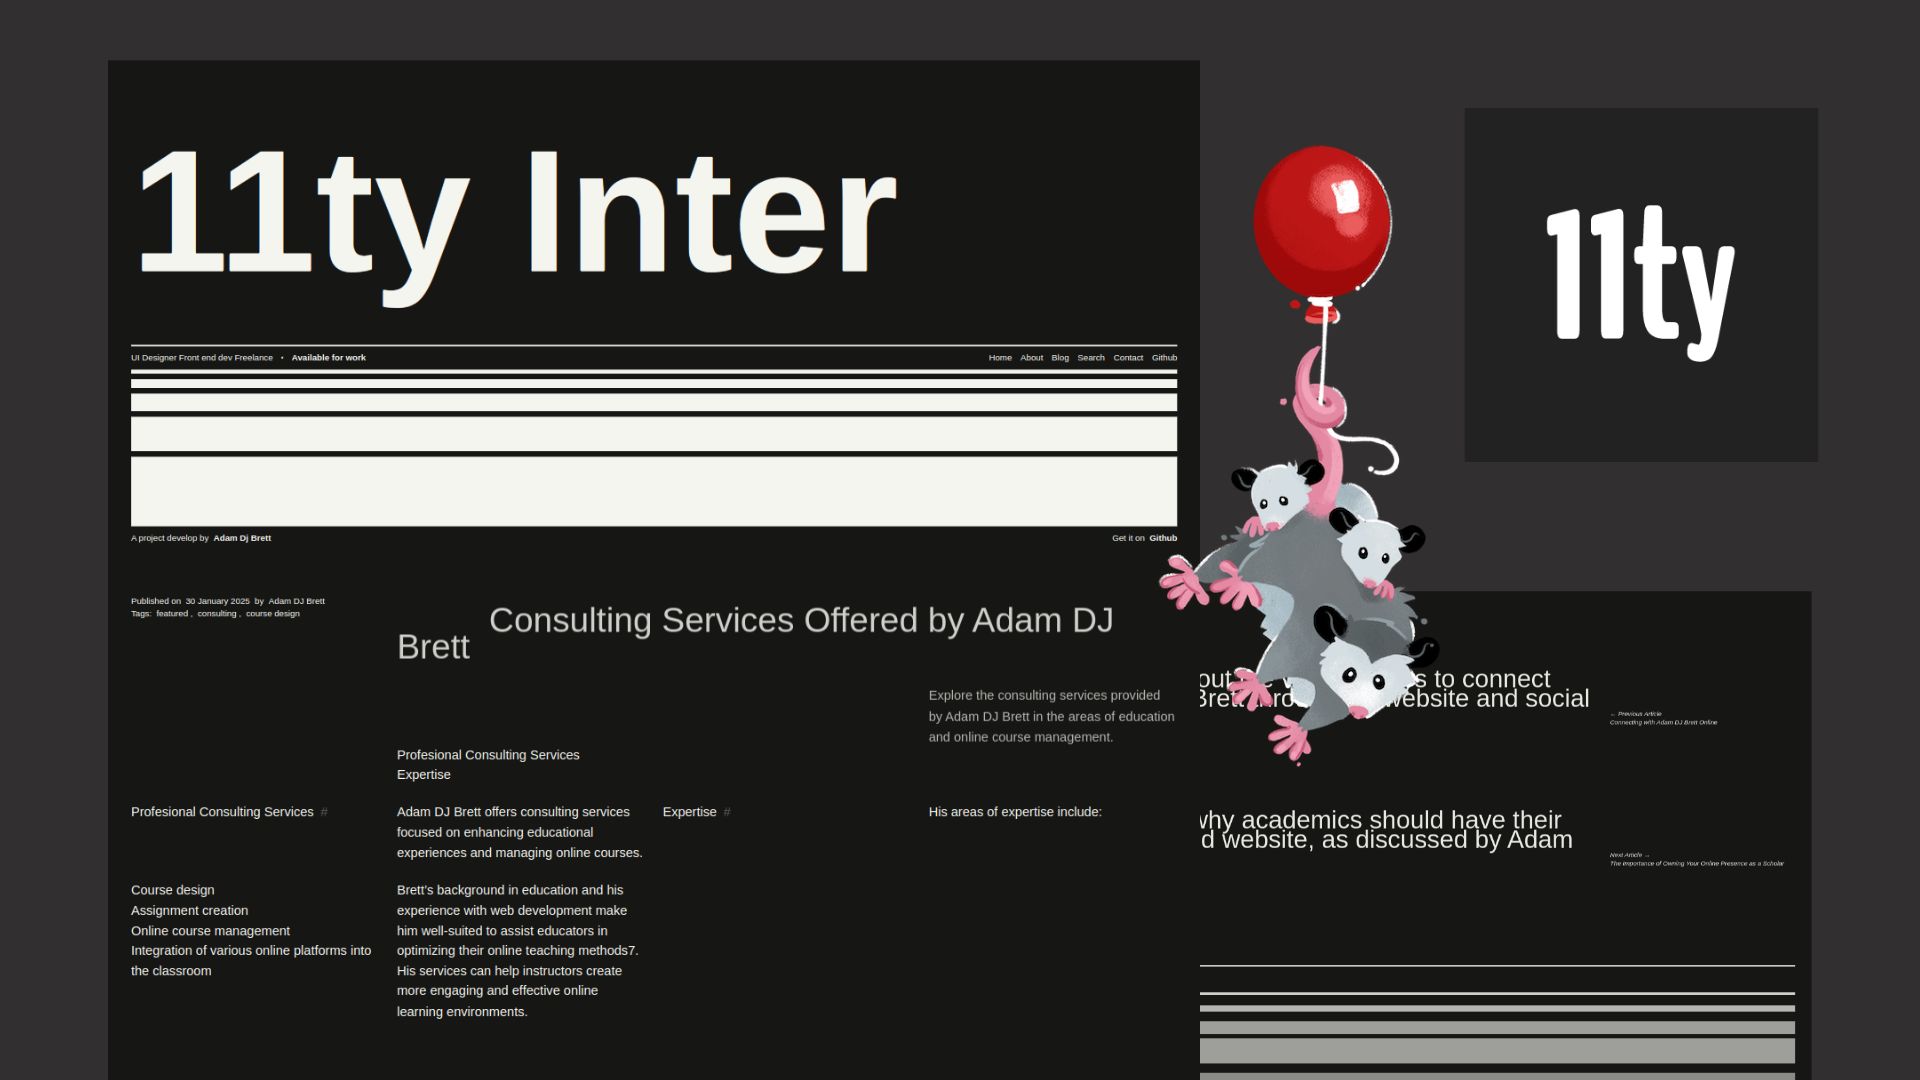 11ty Inter
11ty
UI Designer Front end dev Freelance • Available for work
Home About Blog Search Contact Github
A project develop by Adam Dj Brett
Get it on Github
Published on 30 January 2025 by Adam DJ Brett
Tags: featured , consulting , course design
Consulting Services Offered by Adam DJ
Brett
Explore the consulting services provided
by Adam DJ Brett in the areas of education
and online course management.
Profesional Consulting Services
Expertise
Profesional Consulting Services #
Adam DJ Brett offers consulting services
focused on enhancing educational
experiences and managing online courses.
Expertise #
His areas of expertise include:
Course design
Assignment creation
Online course management
Integration of various online platforms into
the classroom
Brett's background in education and his
experience with web development make
him well-suited to assist educators in
optimizing their online teaching methods7.
His services can help instructors create
more engaging and effective online
learning environments.
to connect
website and social
← Previous Article
Connecting with Adam DJ Brett Online
why academics should have their
d website, as discussed by Adam
Next Article →
The Importance of Owning Your Online Presence as a Scholar